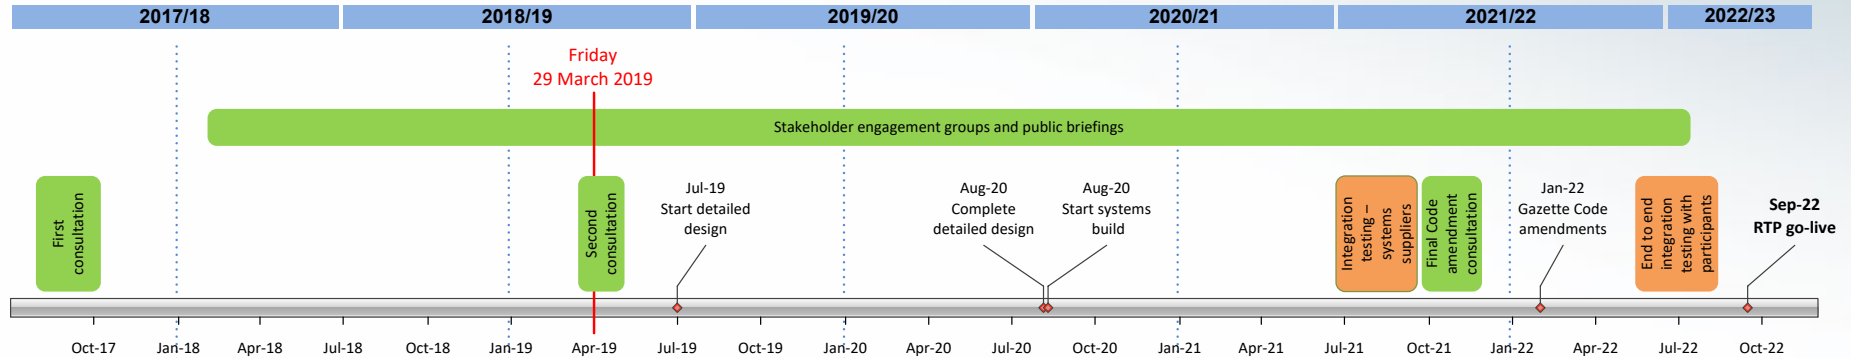 2017/18
2018/19
2019/20
2020/21
2021/22
2022/23
Friday
29 March 2019
Stakeholder engagement groups and public briefings
First
consultation
Second
consultation
Jul-19
Start detailed
design
Aug-20
Complete
detailed design
Aug-20
Start systems
build
Integration
testing –
systems
suppliers
Final Code
amendment
consultation
Jan-22
Gazette Code
amendments
End to end
integration
testing with
participants
Sep-22
RTP go-live
Oct-17
Jan-18
Apr-18
Jul-18
Oct-18
Jan-19
Apr-19
Jul-19
Oct-19
Jan-20
Apr-20
Jul-20
Oct-20
Jan-21
Apr-21
Jul-21
Oct-21
Jan-22
Apr-22
Jul-22
Oct-22